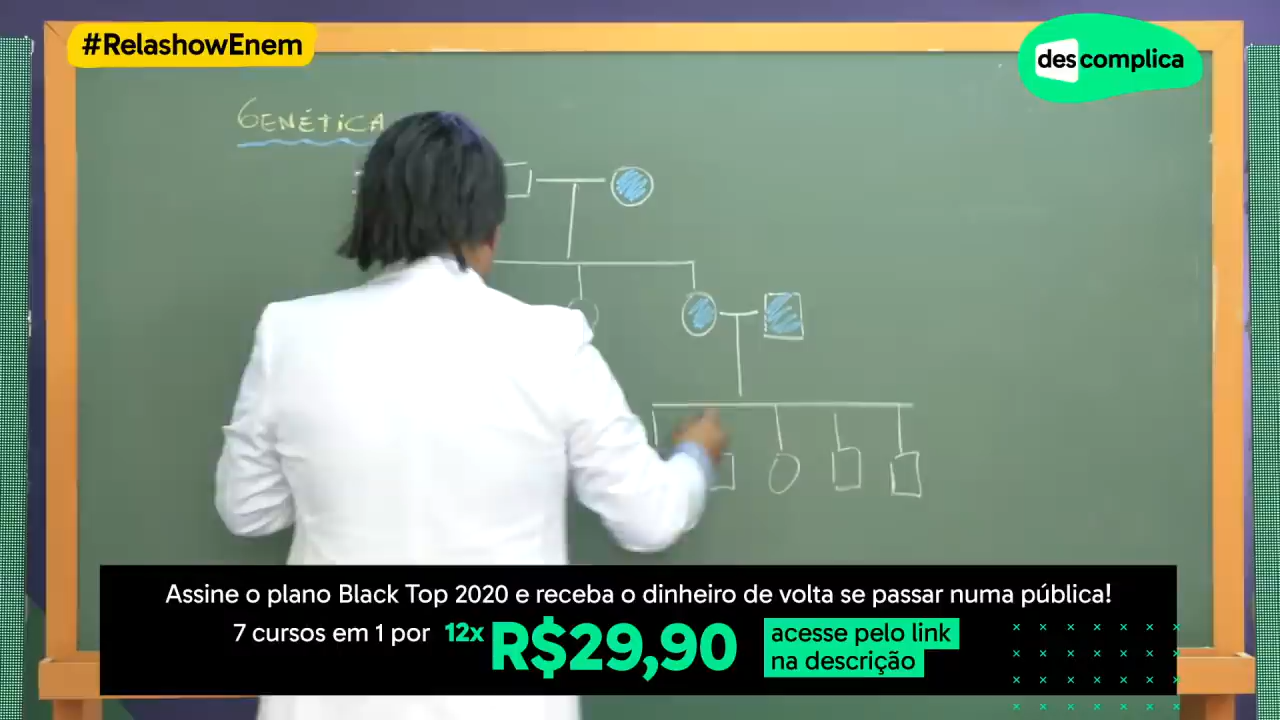 #RelashowEnem
descomplica
GENÉTICA
Assine o plano Black Top 2020 e receba o dinheiro de volta se passar numa pública!
7 cursos em 1 por 12x R$29,90
acesse pelo link
na descrição